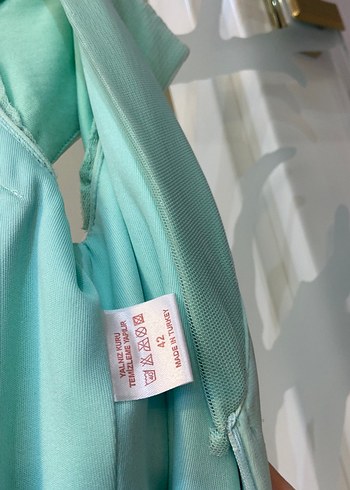 YALNIZ KURU
TEMİZLEME YAPILIR
42
MADE IN TURKEY